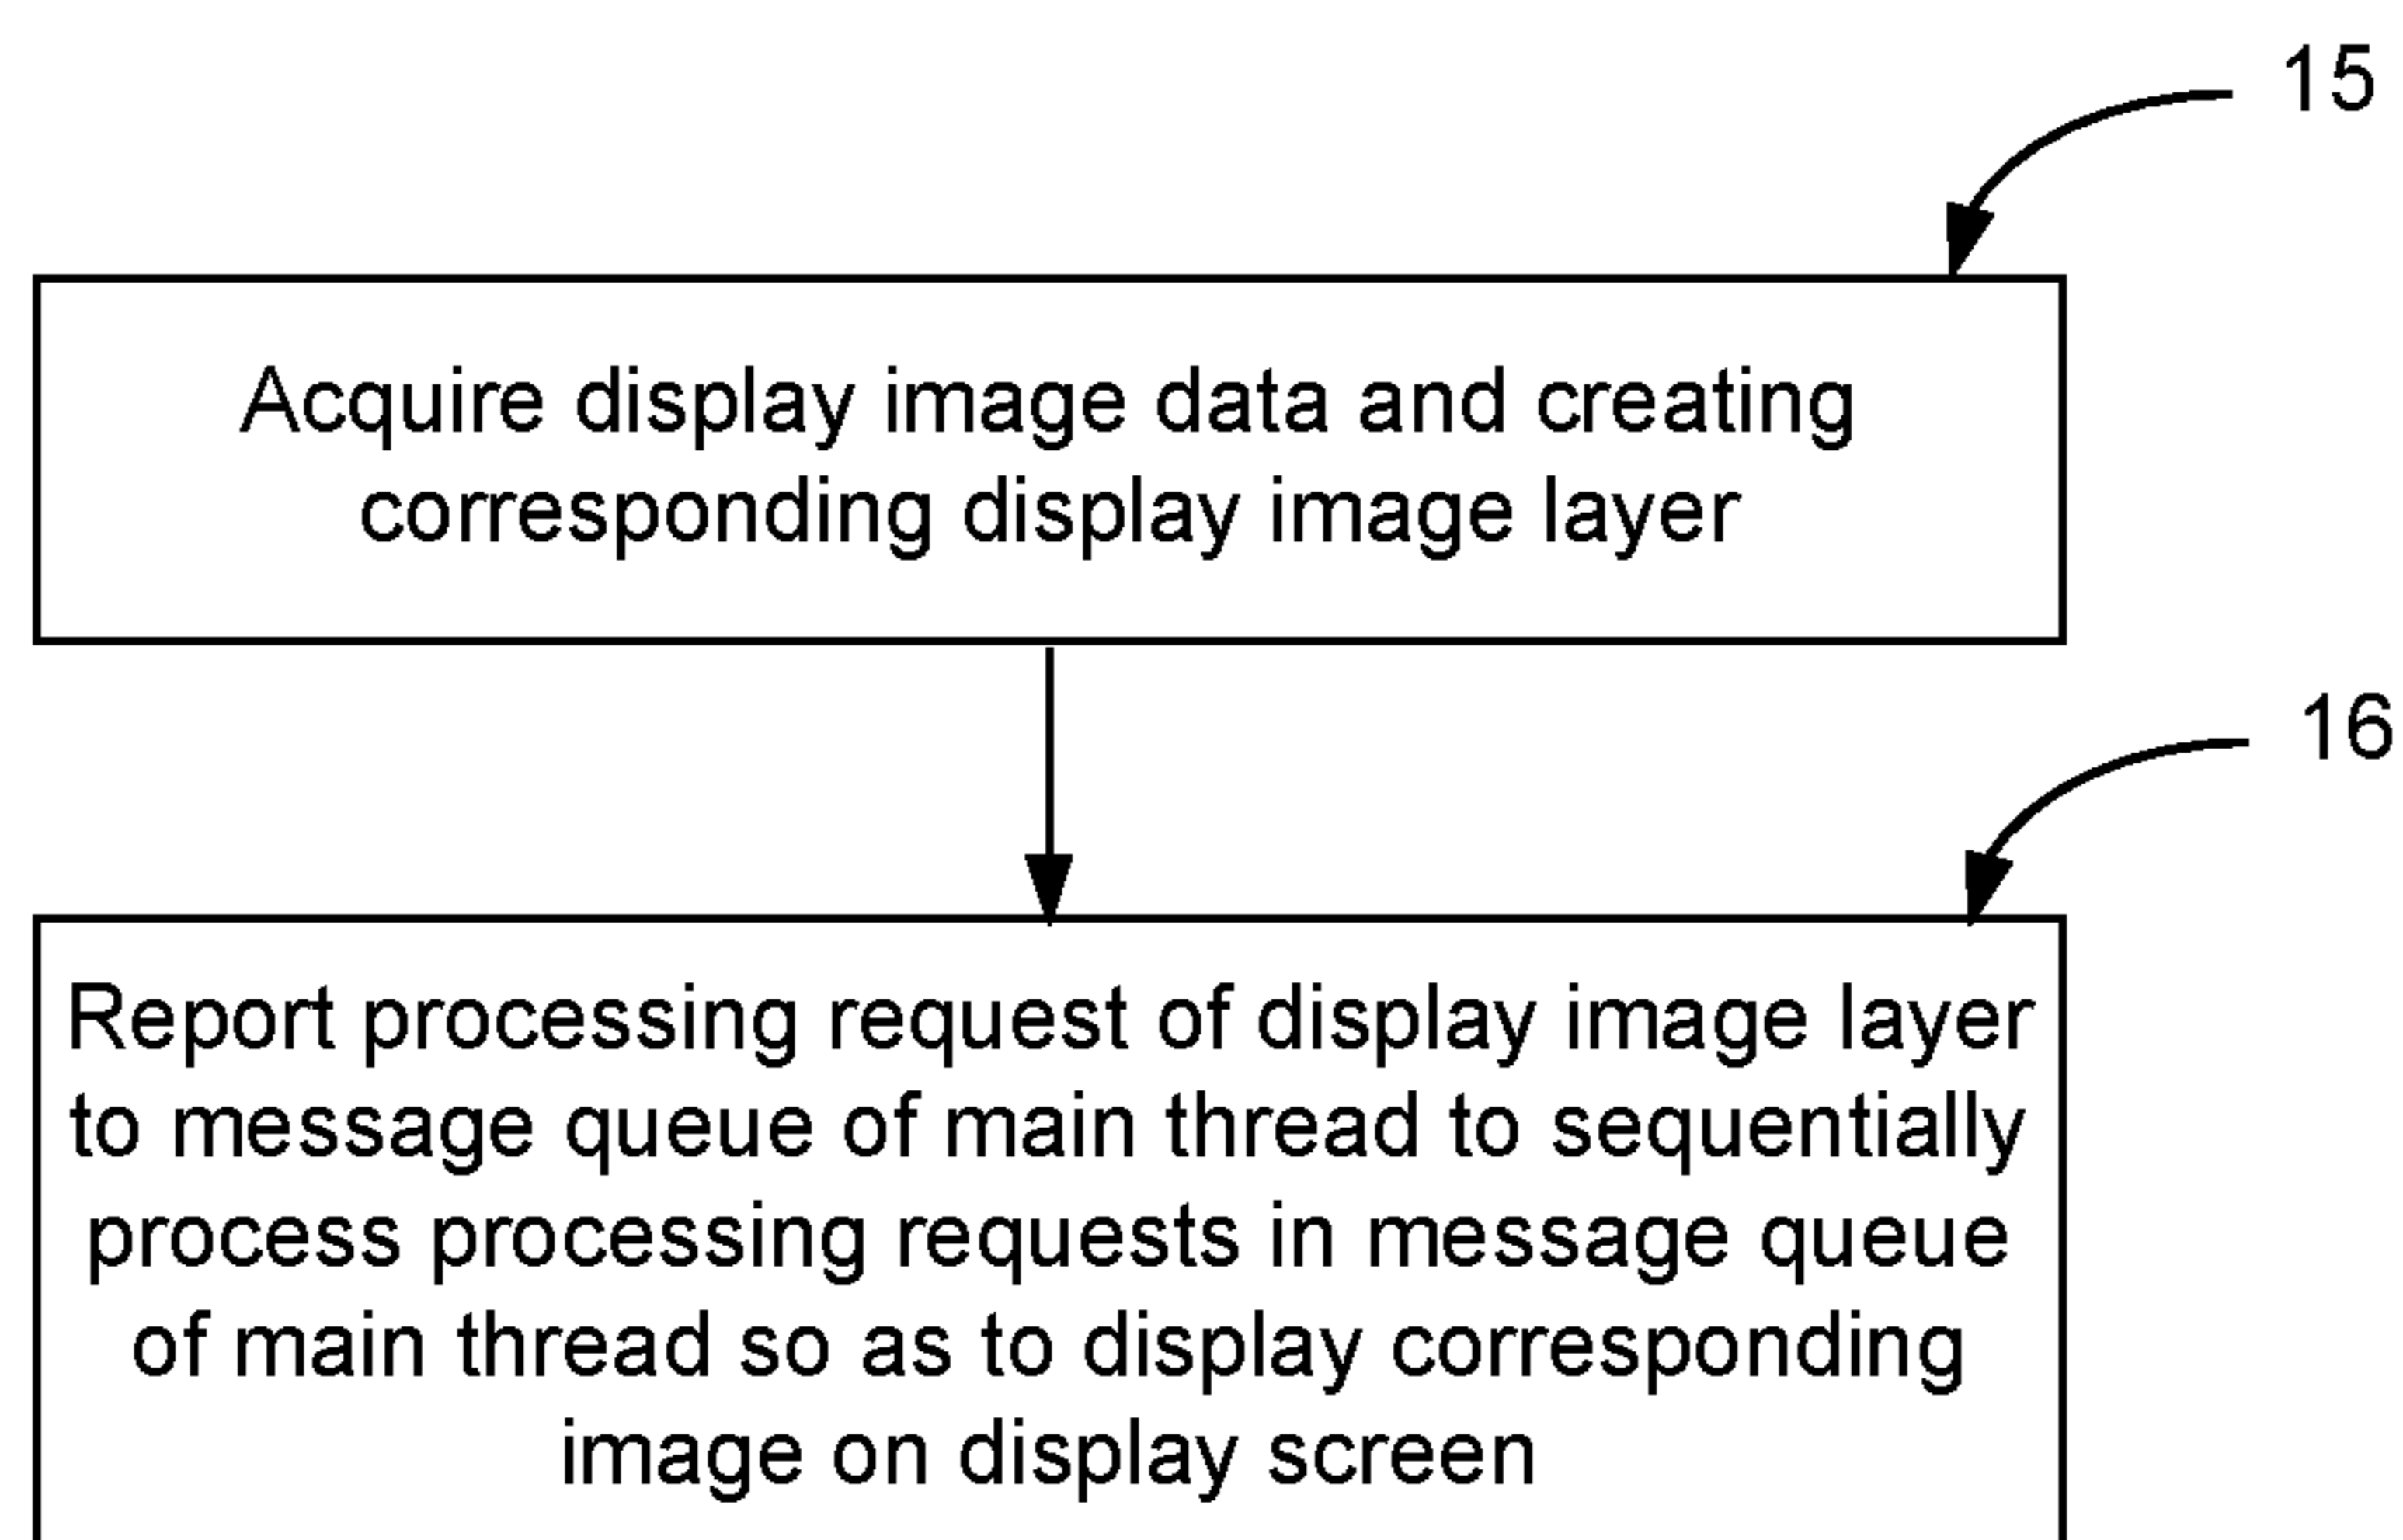 15
Acquire display image data and creating
corresponding display image layer
16
Report processing request of display image layer
to message queue of main thread to sequentially
process processing requests in message queue
of main thread so as to display corresponding
image on display screen